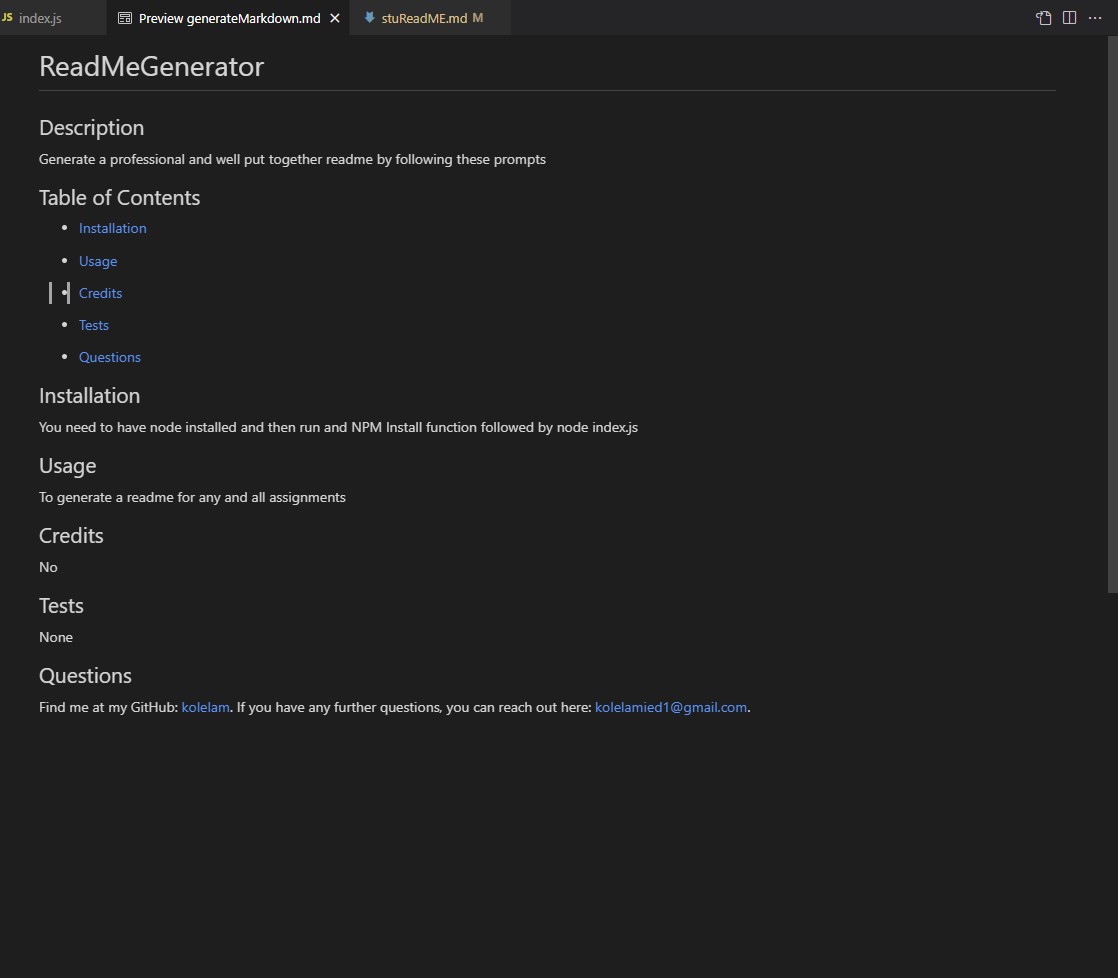 JS index.js Preview generateMarkdown.md stuReadME.md M
ReadMeGenerator
Description
Generate a professional and well put together readme by following these prompts
Table of Contents
Installation
Usage
Credits
Tests
Questions
Installation
You need to have node installed and then run and NPM Install function followed by node index.js
Usage
To generate a readme for any and all assignments
Credits
No
Tests
None
Questions
Find me at my GitHub: kolelam. If you have any further questions, you can reach out here: kolelamied1@gmail.com.